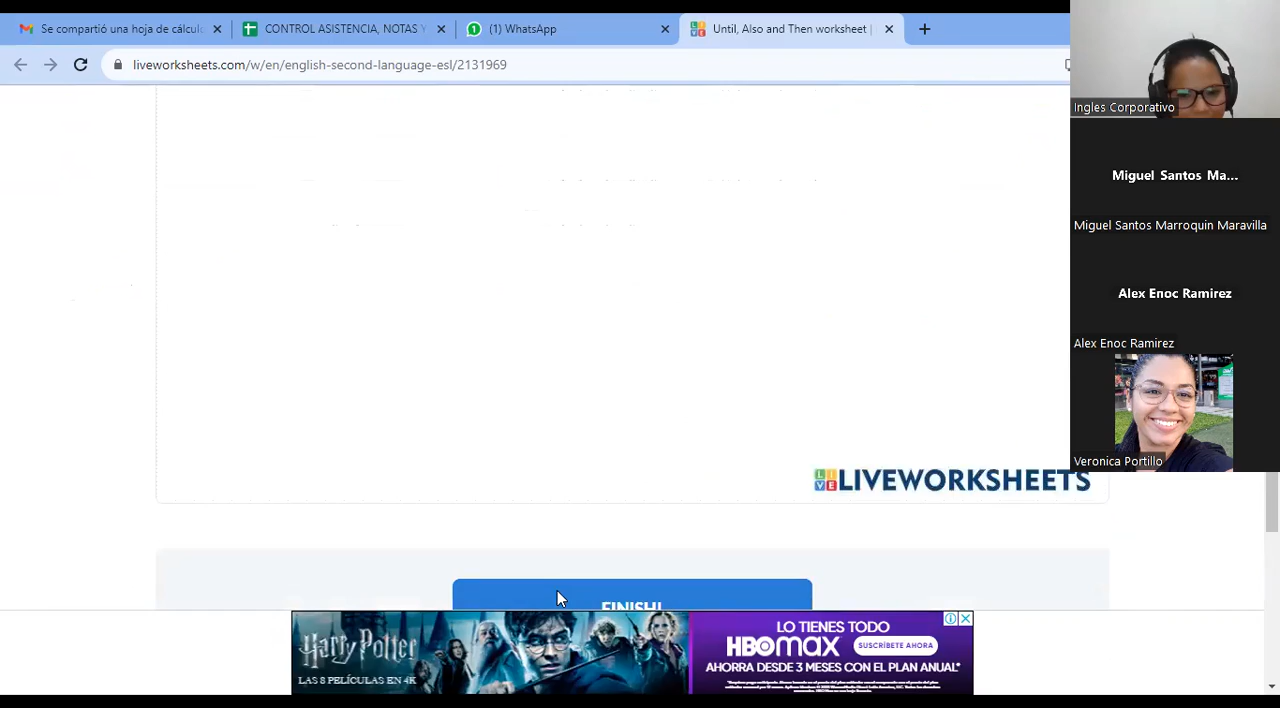 Se compartió una hoja de cálcul
CONTROL ASISTENCIA, NOTAS Y
(1) WhatsApp
Until, Also and Then worksheet |
liveworksheets.com/w/en/english-second-language-esl/2131969
Ingles Corporativo
Miguel Santos Ma...
Miguel Santos Marroquin Maravilla
Alex Enoc Ramirez
Alex Enoc Ramirez
Veronica Portillo
LIVE LIVEWORKSHEETS
FINISH!
Harry Potter
LAS 8 PELÍCULAS EN 4K
LO TIENES TODO
HBOmax
SUSCRÍBETE AHORA
AHORA DESDE 3 MESES CON EL PLAN ANUAL*